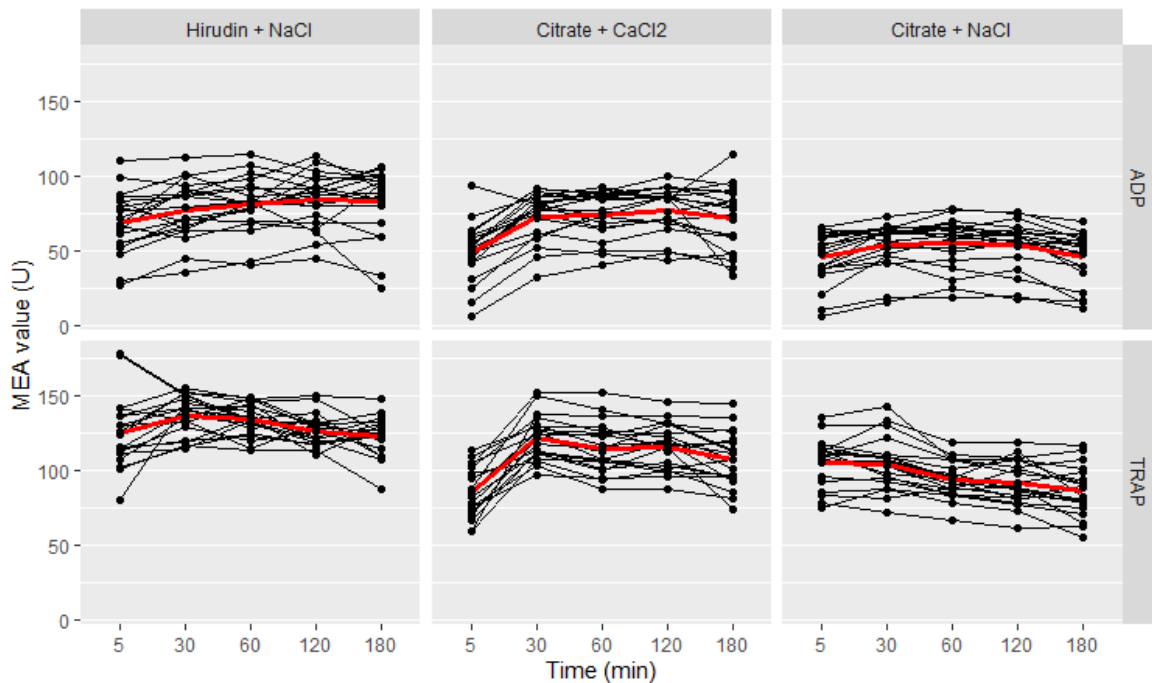 Hirudin + NaCl
Citrate + CaCl2
Citrate + NaCl
MEA value (U)
150
100
50
0
ADP
150
100
50
0
TRAP
5 30 60 120 180
5 30 60 120 180
5 30 60 120 180
Time (min)